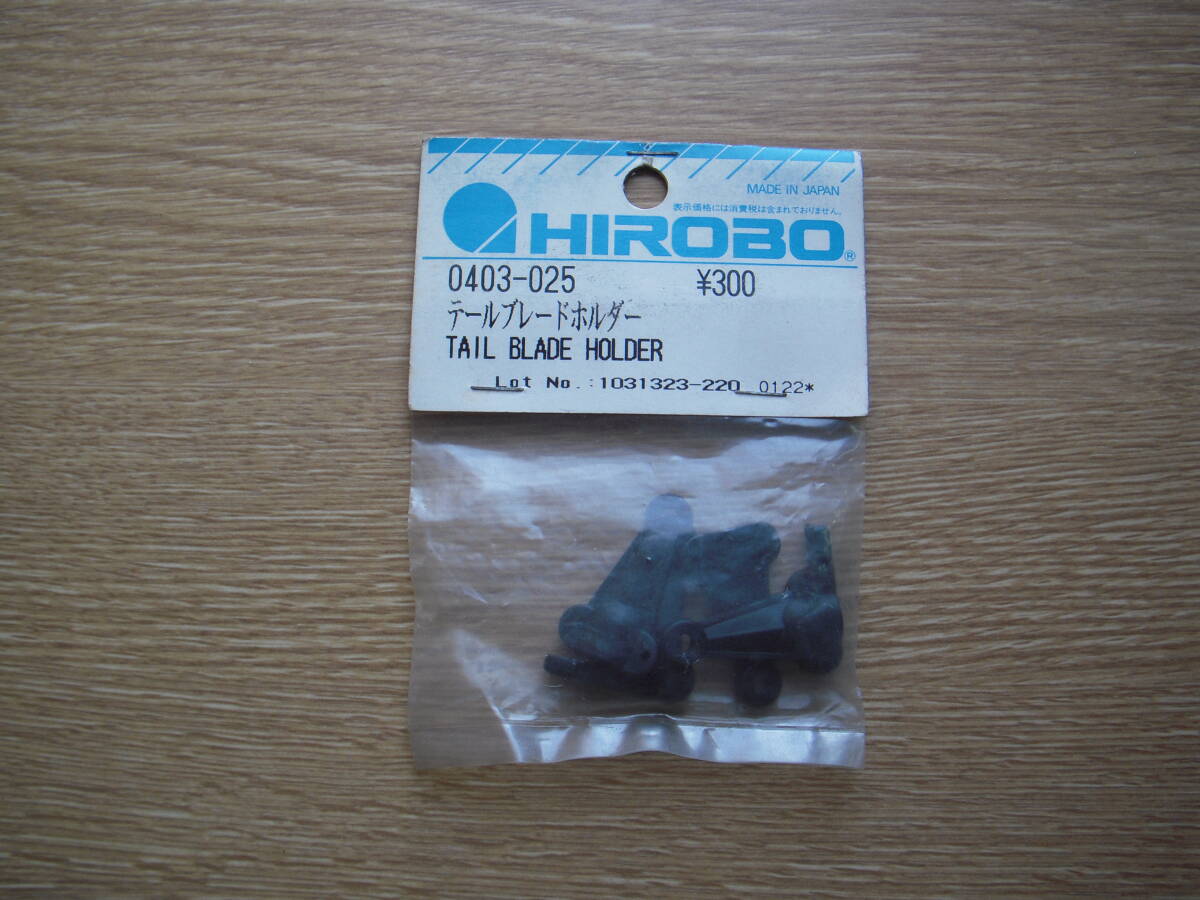 MADE IN JAPAN
表示価格には消費税は含まれておりません。
HIROBO®
0403-025 ¥300
テールブレードホルダー
TAIL BLADE HOLDER
Lot No.:1031323-220 0122*